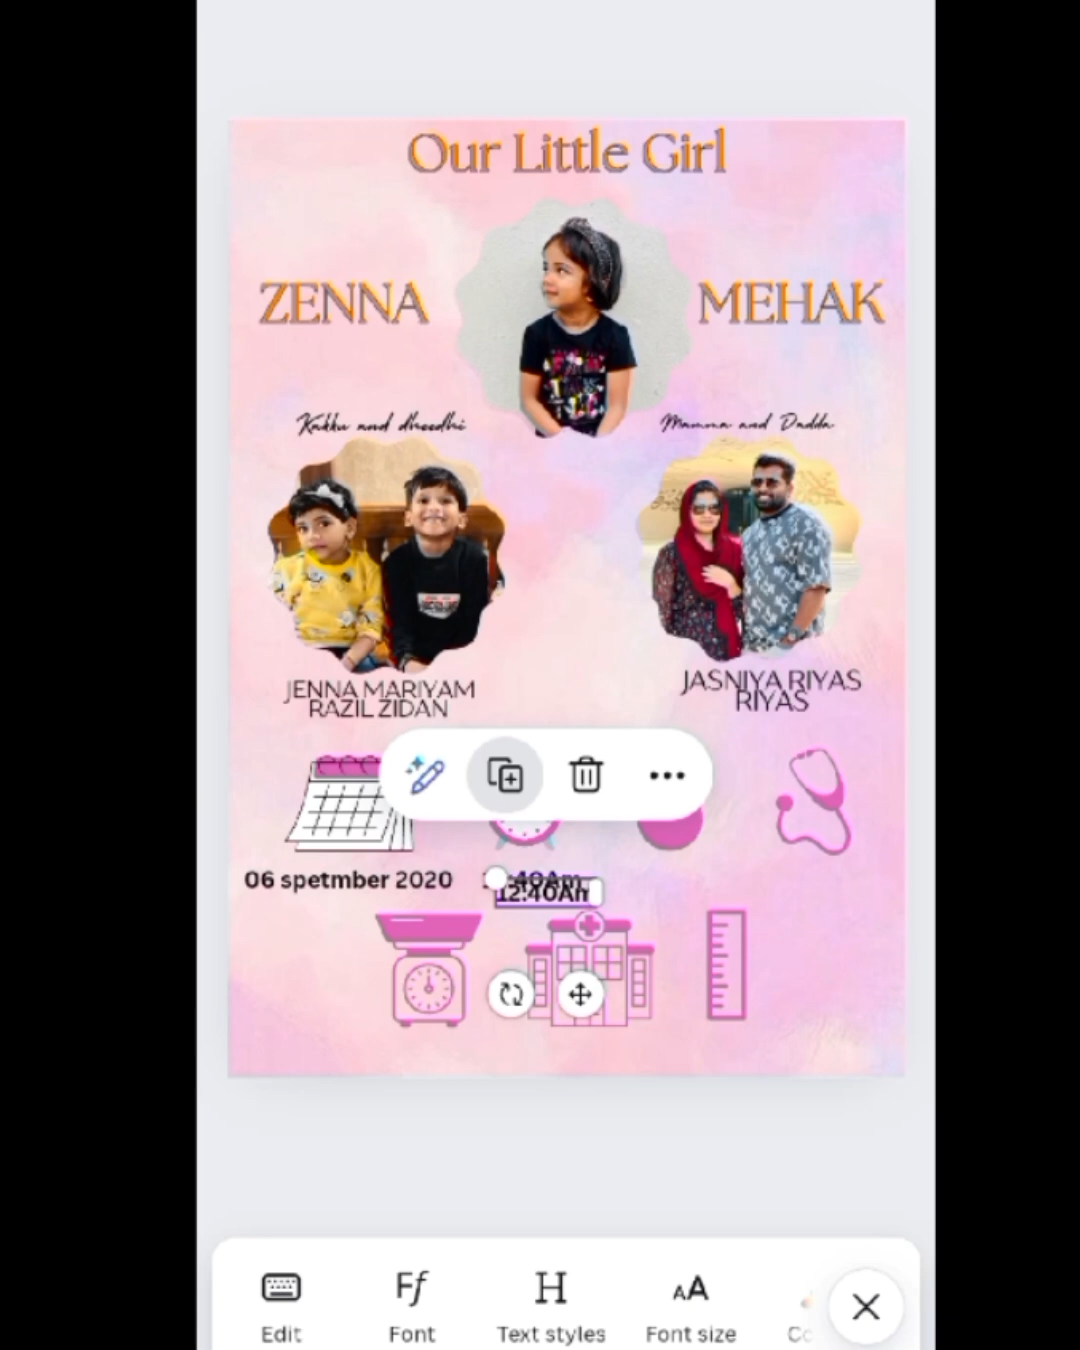 Our Little Girl
ZENNA
MEHAK
Kakku and dhoodhi
Mamma and Dadda
JENNA MARIYAM
RAZIL ZIDAN
JASNIYA RIYAS
RIYAS
06 spetmber 2020
12:40Am
Edit
Font
Text styles
Font size